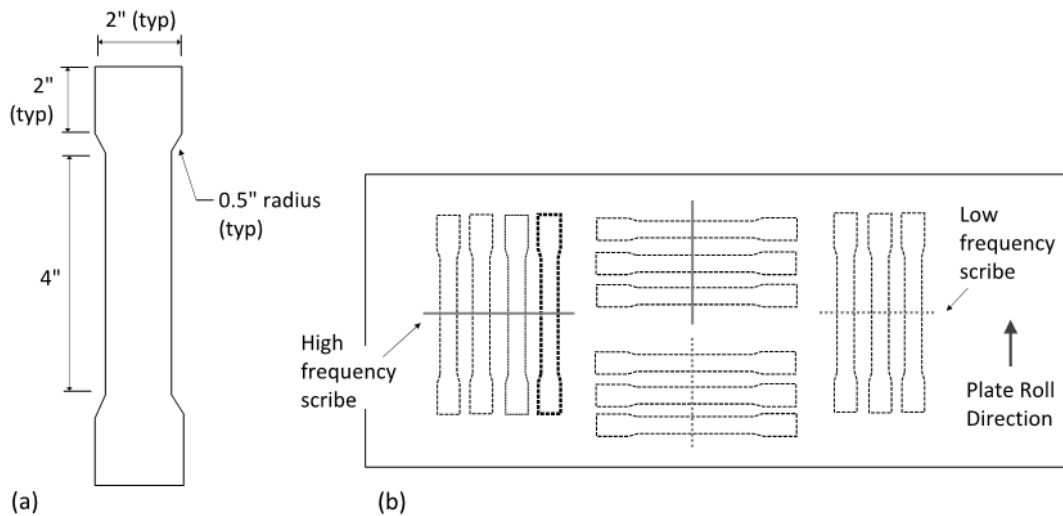 2" (typ)
2"
(typ)
0.5" radius
(typ)
4"
(a)
Low
frequency
scribe
High
frequency
scribe
Plate Roll
Direction
(b)